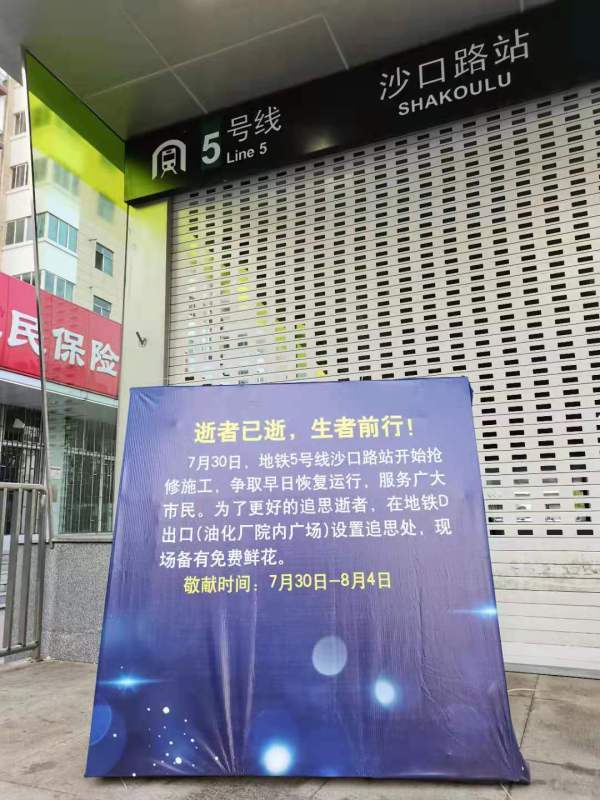 沙口路站
SHAKOULU
5号线
Line 5
民保险
逝者已逝，生者前行！
7月30日，地铁5号线沙口路站开始抢
修施工，争取早日恢复运行，服务广大
市民。为了更好的追思逝者，在地铁D
出口(油化厂院内广场)设置追思处，现
场备有免费鲜花。
敬献时间：7月30日-8月4日